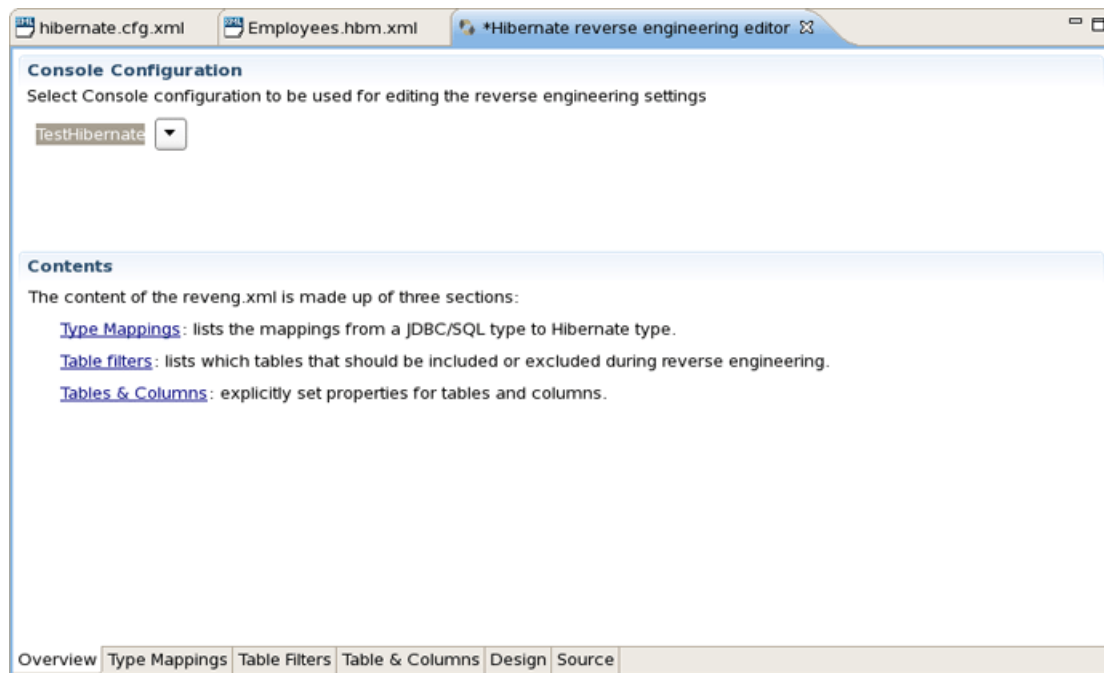 hibernate.cfg.xml Employees.hbm.xml *Hibernate reverse engineering editor
Console Configuration
Select Console configuration to be used for editing the reverse engineering settings
TestHibernate
Contents
The content of the reveng.xml is made up of three sections:
Type Mappings: lists the mappings from a JDBC/SQL type to Hibernate type.
Table filters: lists which tables that should be included or excluded during reverse engineering.
Tables & Columns: explicitly set properties for tables and columns.
Overview Type Mappings Table Filters Table & Columns Design Source